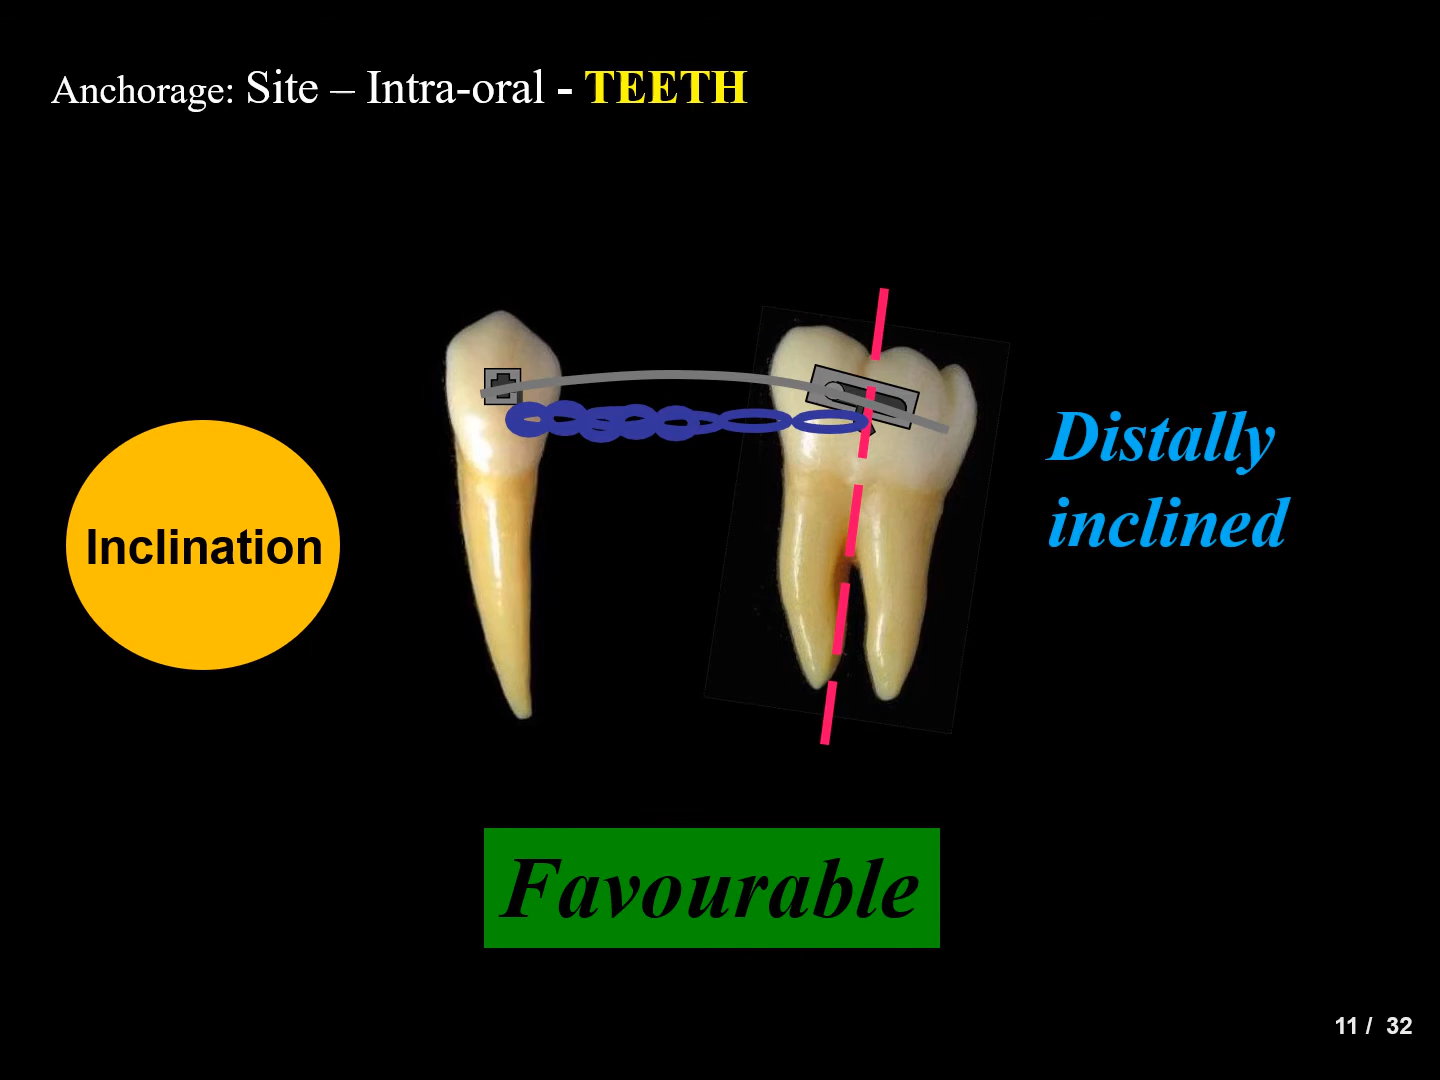 Anchorage: Site – Intra-oral - TEETH
Inclination
Distally
inclined
Favourable
11 / 32